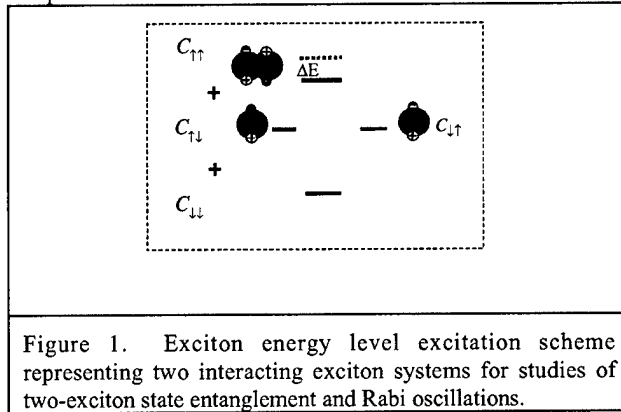 C↑↑
ΔE
+
C↑↓
C↓↑
+
C↓↓
Figure 1. Exciton energy level excitation scheme
representing two interacting exciton systems for studies of
two-exciton state entanglement and Rabi oscillations.